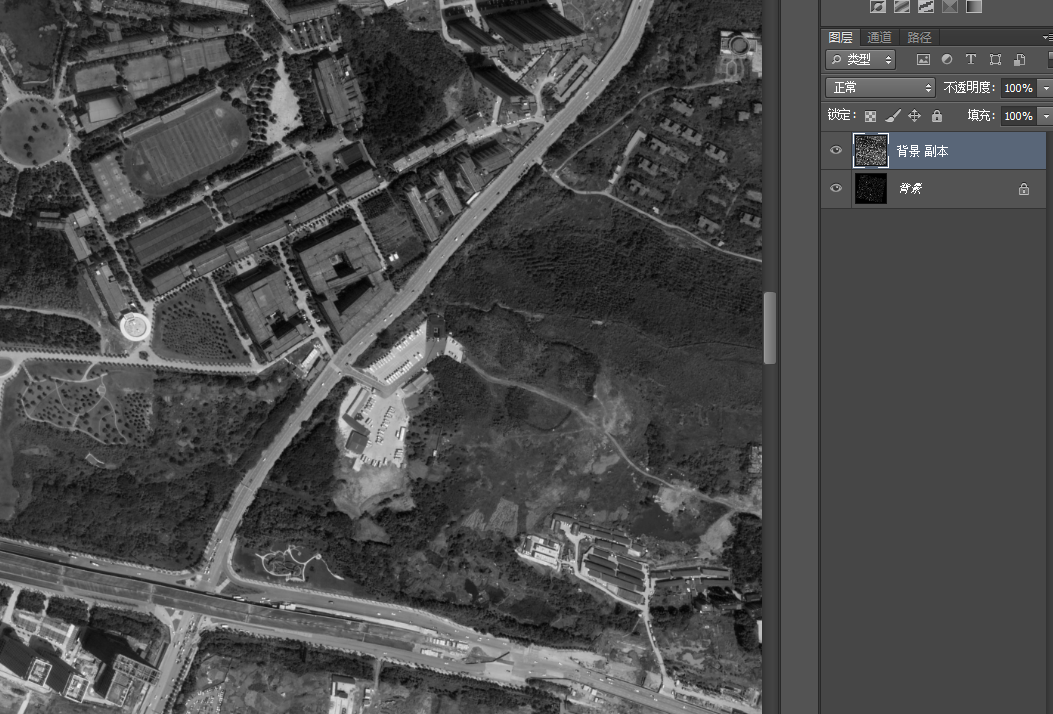 图层 通道 路径
类型
正常 不透明度: 100%
锁定: 填充: 100%
背景 副本
背景